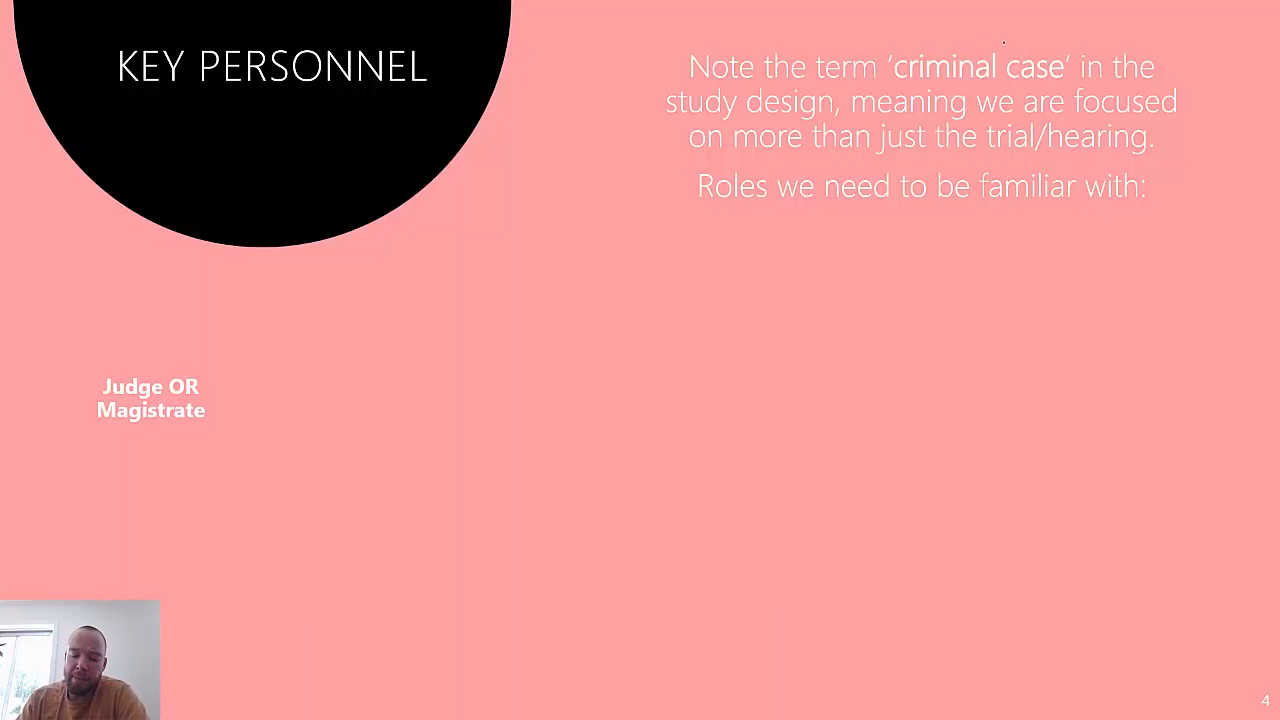 KEY PERSONNEL
Note the term ‘criminal case’ in the
study design, meaning we are focused
on more than just the trial/hearing.
Roles we need to be familiar with:
Judge OR
Magistrate
4